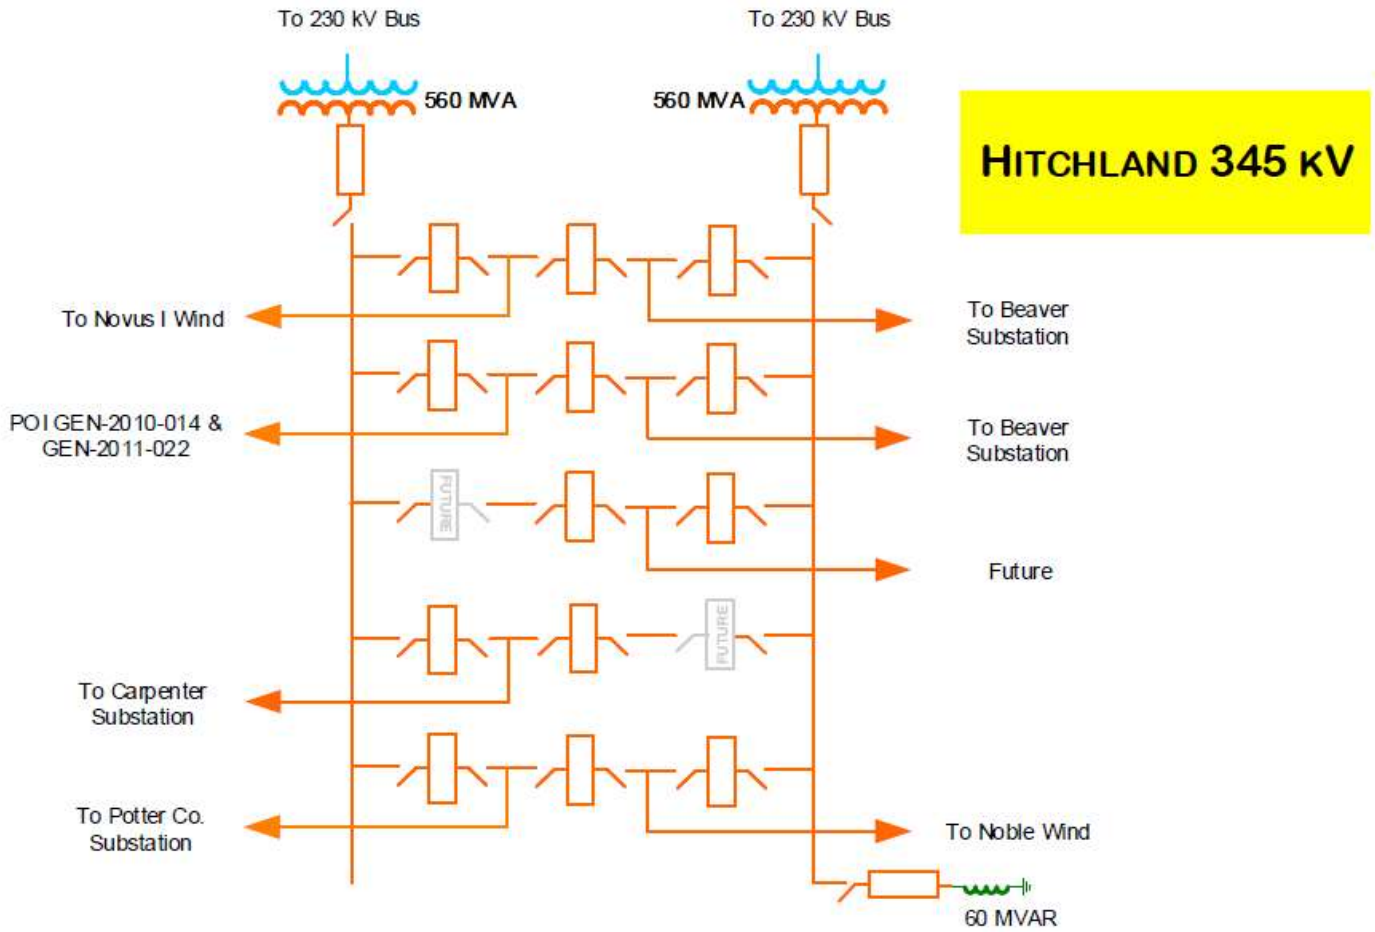 To 230 kV Bus
To 230 kV Bus
560 MVA
560 MVA
HITCHLAND 345 KV
To Novus I Wind
To Beaver
Substation
POI GEN-2010-014 &
GEN-2011-022
To Beaver
Substation
FUTURE
Future
FUTURE
To Carpenter
Substation
To Potter Co.
Substation
To Noble Wind
60 MVAR